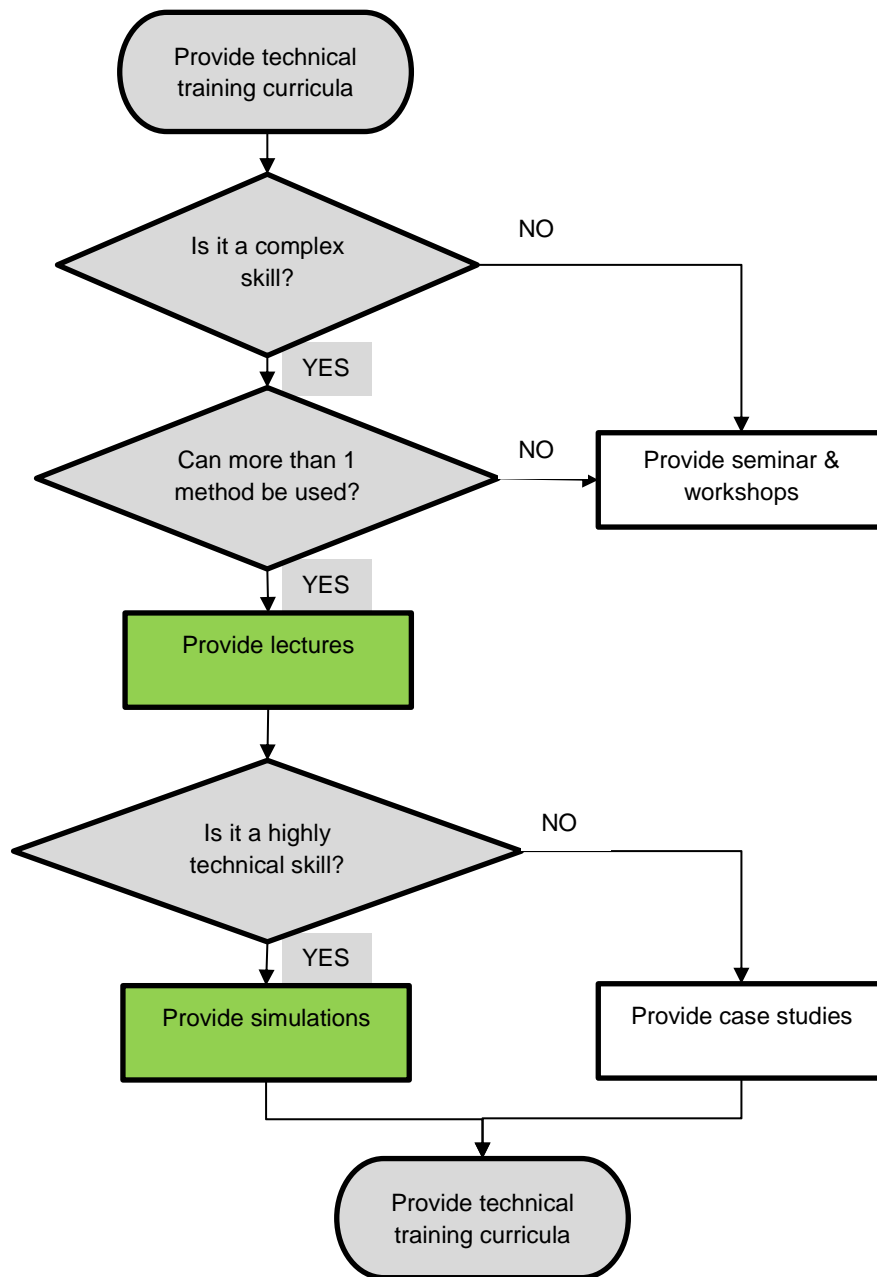 Provide technical
training curricula
Is it a complex
skill?
NO
YES
Can more than 1
method be used?
NO
Provide seminar &
workshops
YES
Provide lectures
Is it a highly
technical skill?
NO
YES
Provide simulations
Provide case studies
Provide technical
training curricula